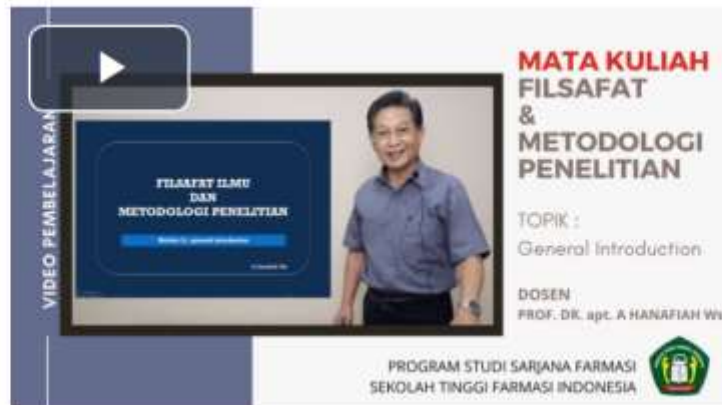 VIDEO PEMBELAJARAN
FILSAFAT ILMU
DAN
METODOLOGI PENELITIAN
MATA KULIAH
FILSAFAT
&
METODOLOGI
PENELITIAN
TOPIK :
General Introduction
DOSEN
PROF. DR. apt. A HANAFIAH
PROGRAM STUDI SARJANA FARMASI
SEKOLAH TINGGI FARMASI INDONESIA